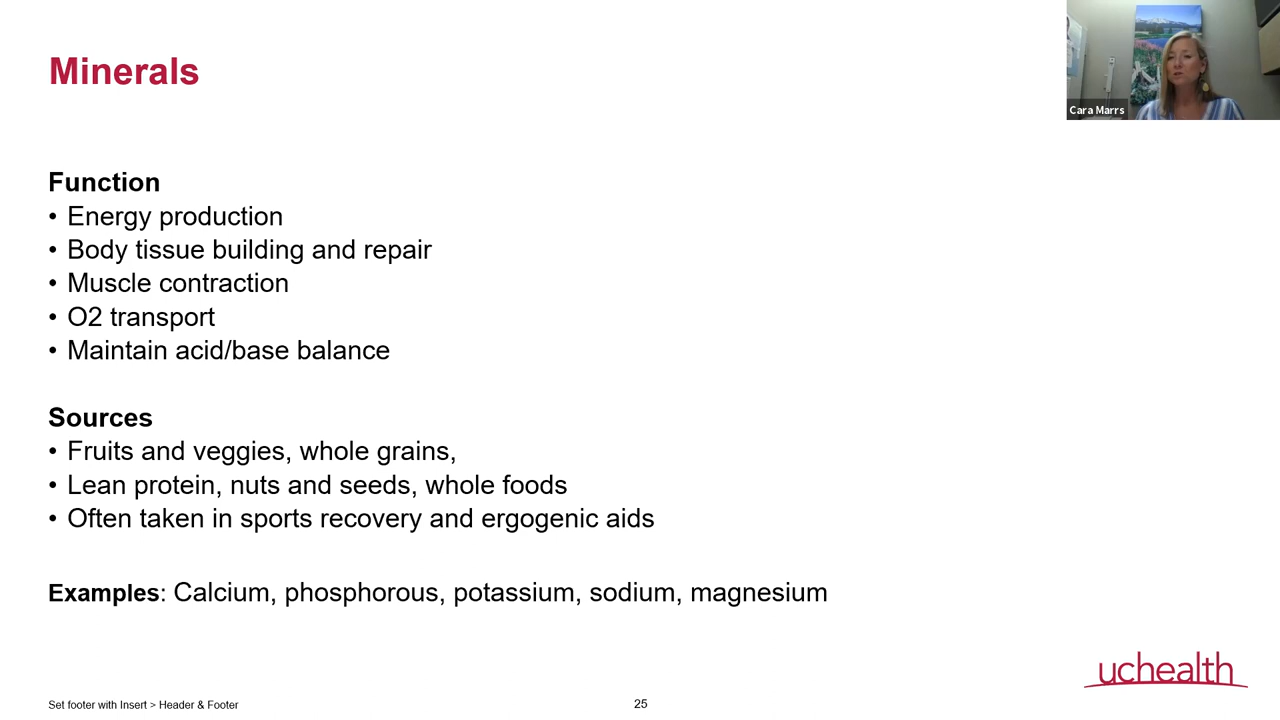 Minerals
Cara Marrs
Function
• Energy production
• Body tissue building and repair
• Muscle contraction
• O2 transport
• Maintain acid/base balance
Sources
• Fruits and veggies, whole grains,
• Lean protein, nuts and seeds, whole foods
• Often taken in sports recovery and ergogenic aids
Examples: Calcium, phosphorous, potassium, sodium, magnesium
uchealth
Set footer with Insert > Header & Footer
25